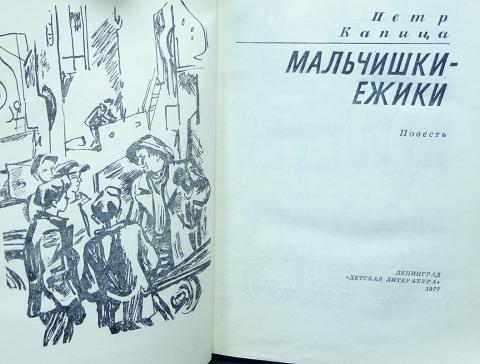 Петр
Капица
МАЛЬЧИШКИ-
ЕЖИКИ
Повесть
ЛЕНИНГРАД
«ДЕТСКАЯ ЛИТЕРАТУРА»
1977